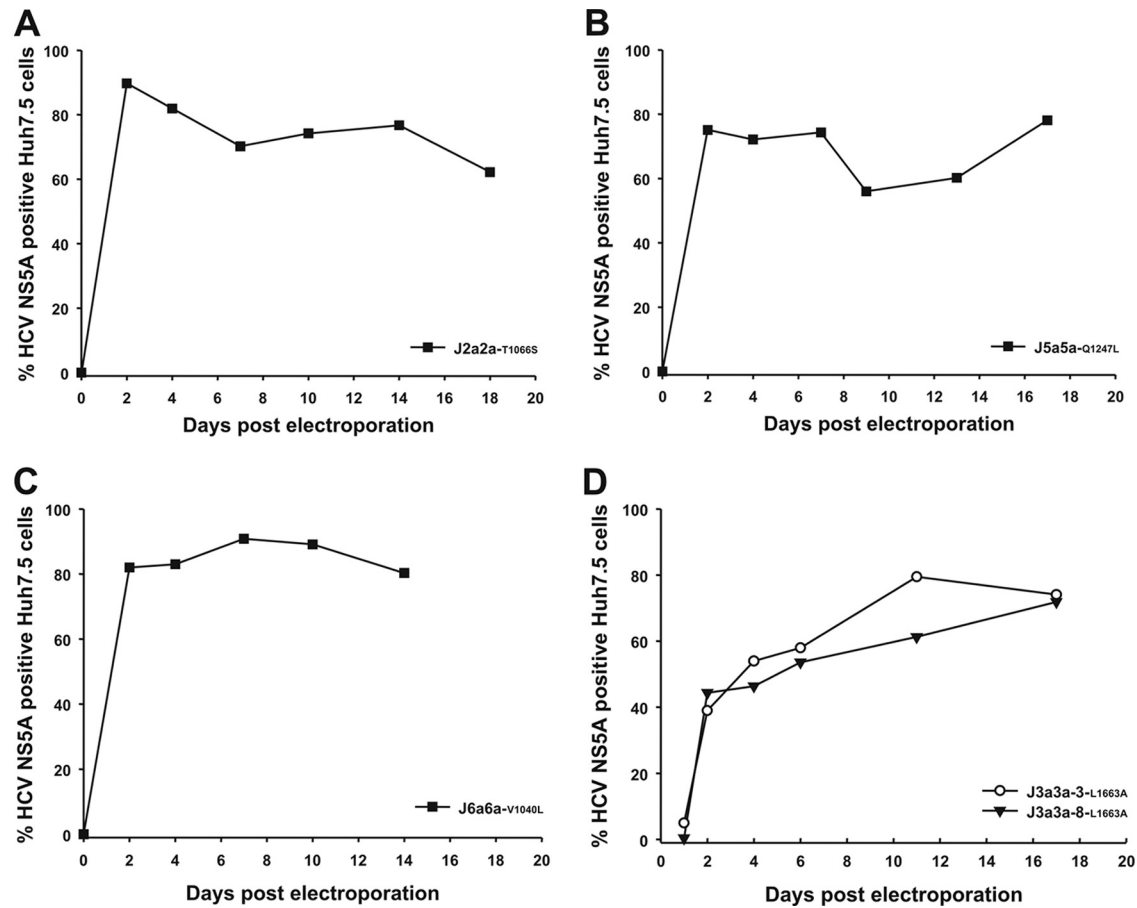 A
% HCV NS5A positive Huh7.5 cells
100
80
60
40
20
0
0 2 4 6 8 10 12 14 16 18 20
Days post electroporation
J2a2a-T1066S
B
% HCV NS5A positive Huh7.5 cells
100
80
60
40
20
0
0 2 4 6 8 10 12 14 16 18 20
Days post electroporation
J5a5a-Q1247L
C
% HCV NS5A positive Huh7.5 cells
100
80
60
40
20
0
0 2 4 6 8 10 12 14 16 18 20
Days post electroporation
J6a6a-V1040L
D
% HCV NS5A positive Huh7.5 cells
100
80
60
40
20
0
0 2 4 6 8 10 12 14 16 18 20
Days post electroporation
J3a3a-3-L1663A
J3a3a-8-L1663A